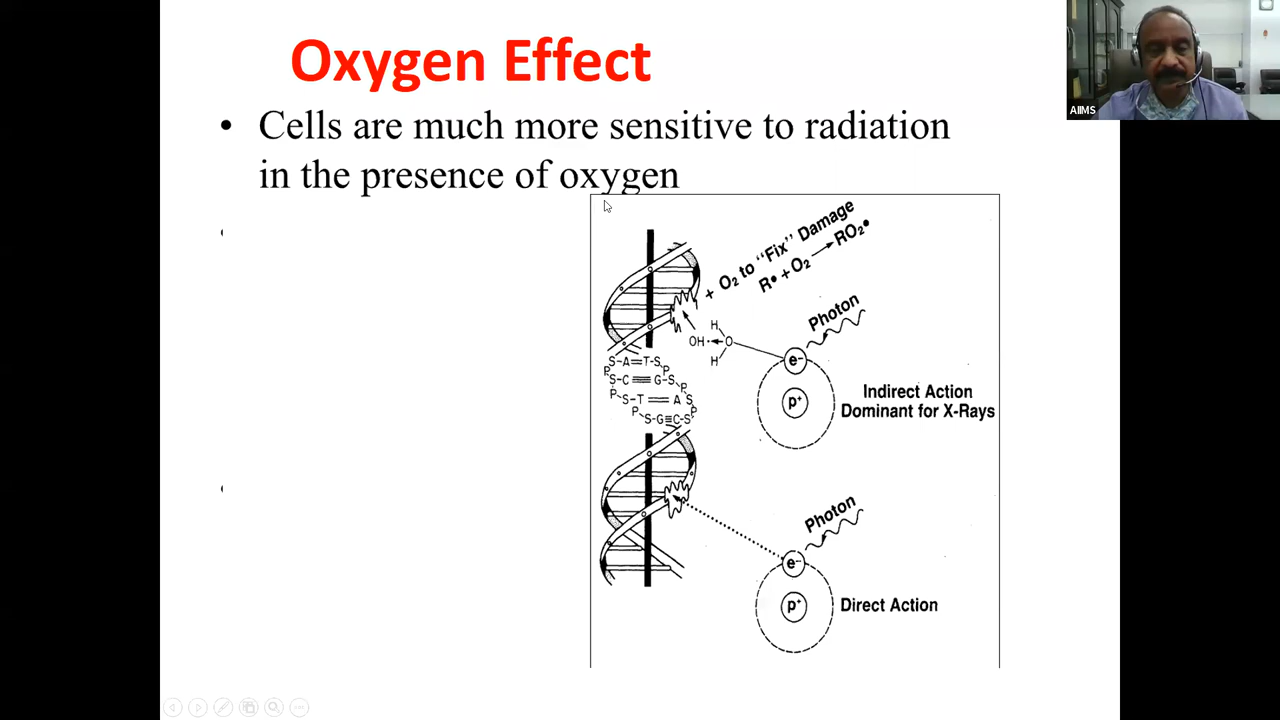 Oxygen Effect
AIIMS
• Cells are much more sensitive to radiation
in the presence of oxygen
+ O₂ to "Fix" Damage
R• + O₂ → RO₂•
Photon
H
OH·←O
H
e⁻
p⁺
Indirect Action
Dominant for X-Rays
S-A=T-S
P P
S-C≡G-S
P P
S-T=A S
P P
S-G≡C-S
Photon
e⁻
p⁺
Direct Action